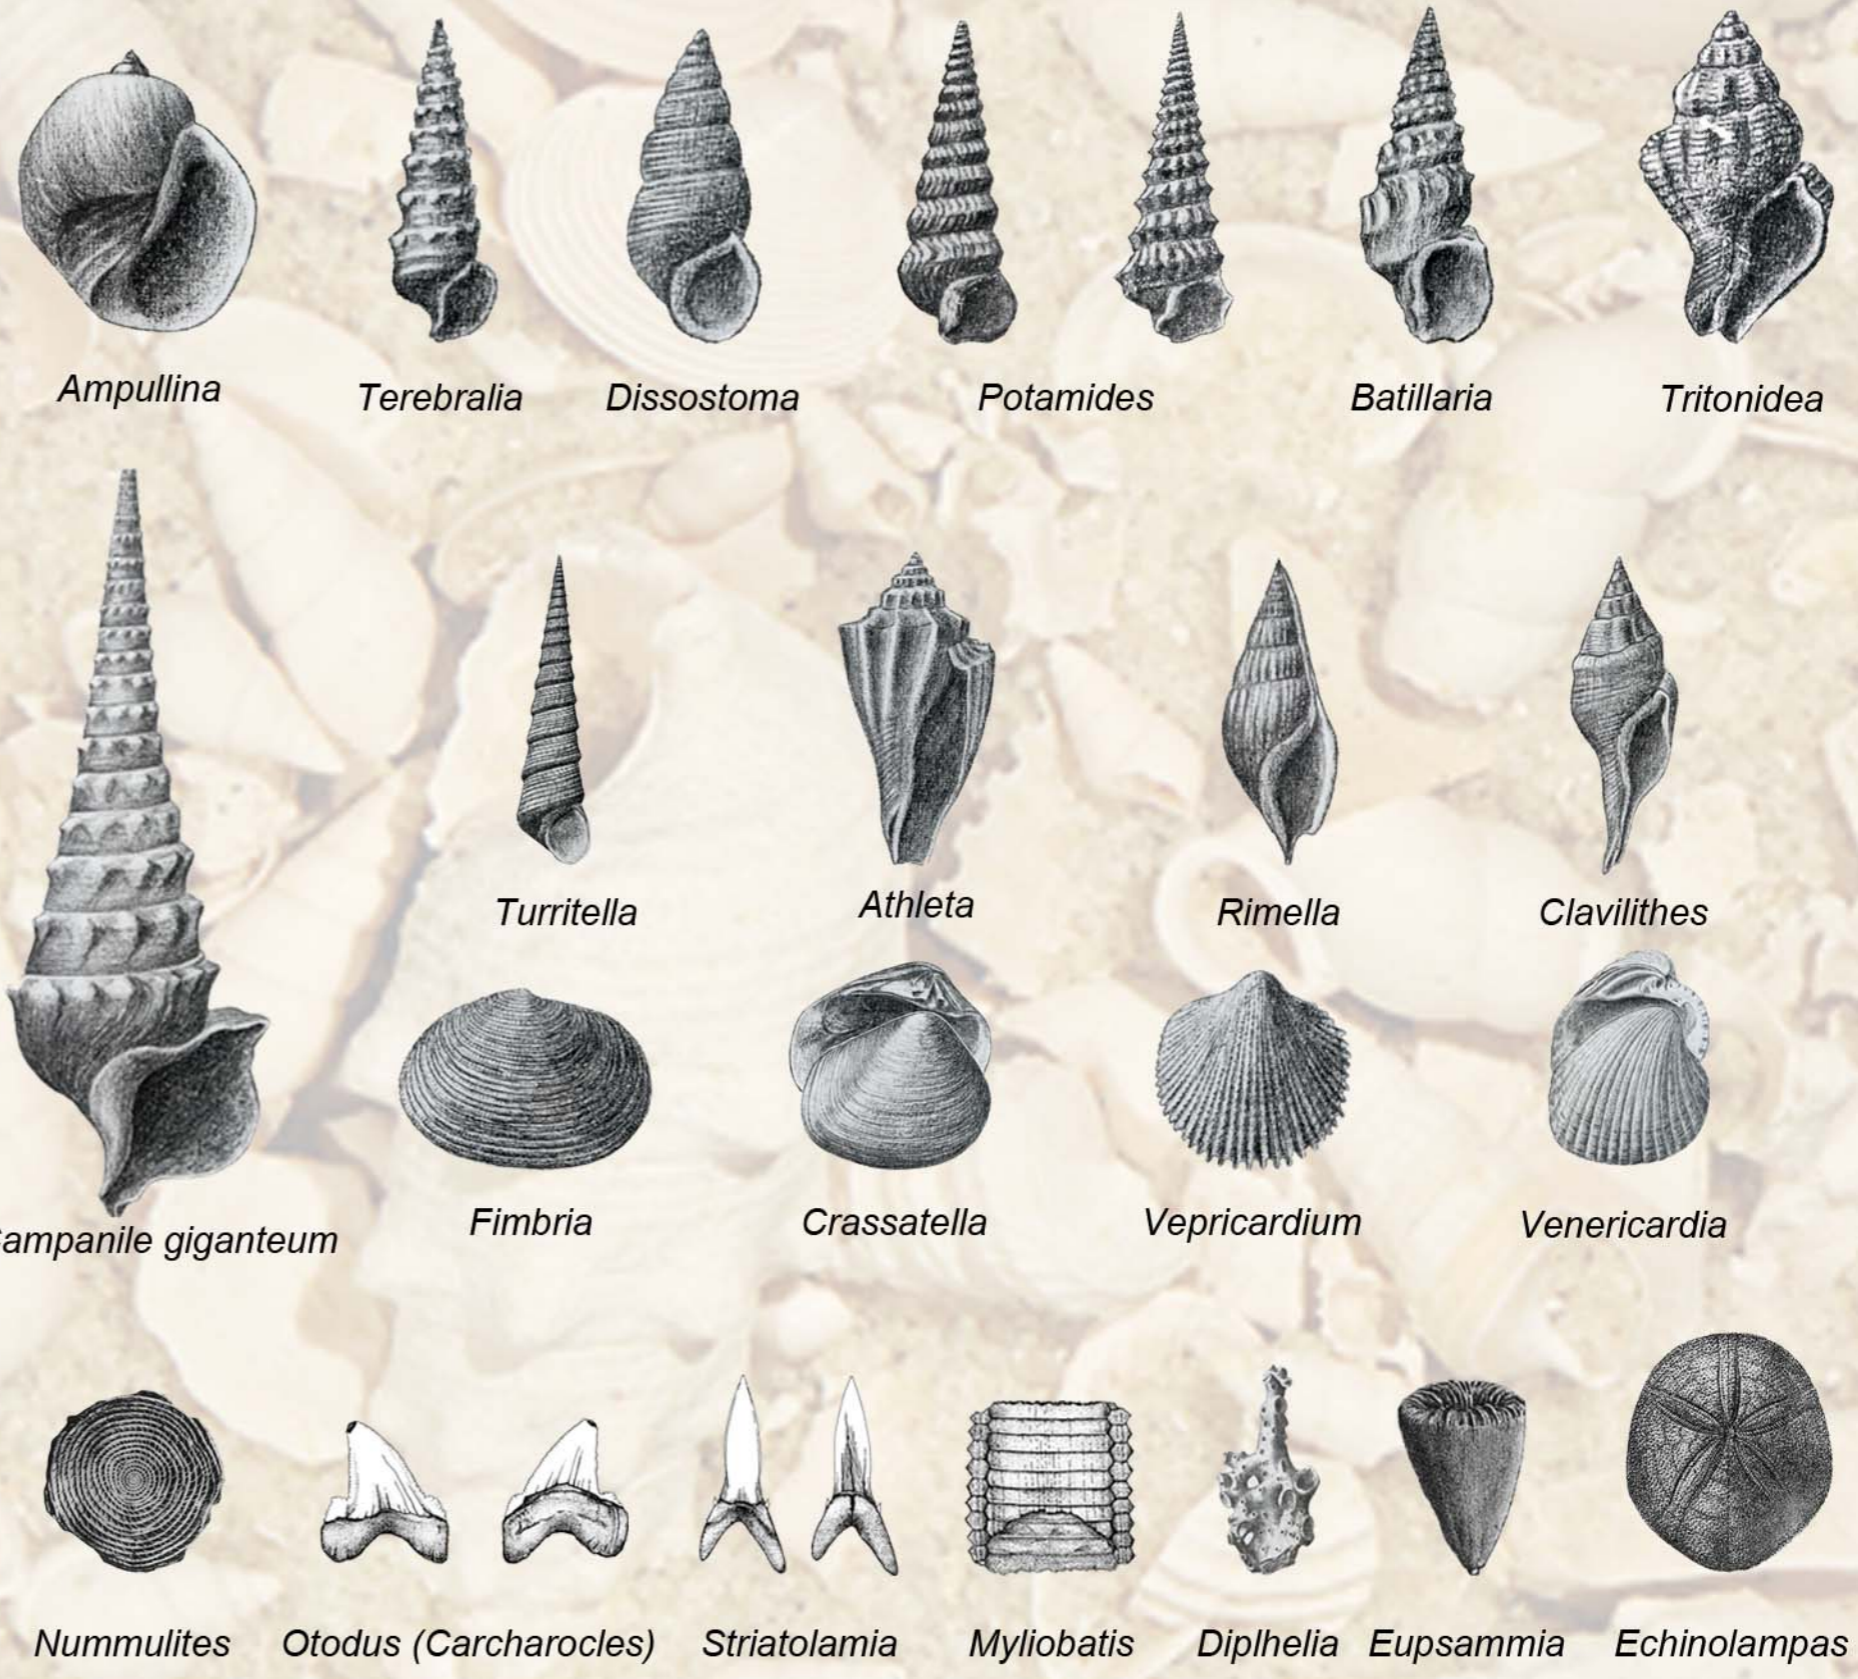 Ampullina
Terebralia
Dissostoma
Potamides
Batillaria
Tritonidea
Turritella
Athleta
Rimella
Clavilithes
ampanile giganteum
Fimbria
Crassatella
Vepricardium
Venericardia
Nummulites
Otodus (Carcharocles)
Striatolamia
Myliobatis
Diplhelia
Eupsammia
Echinolampas